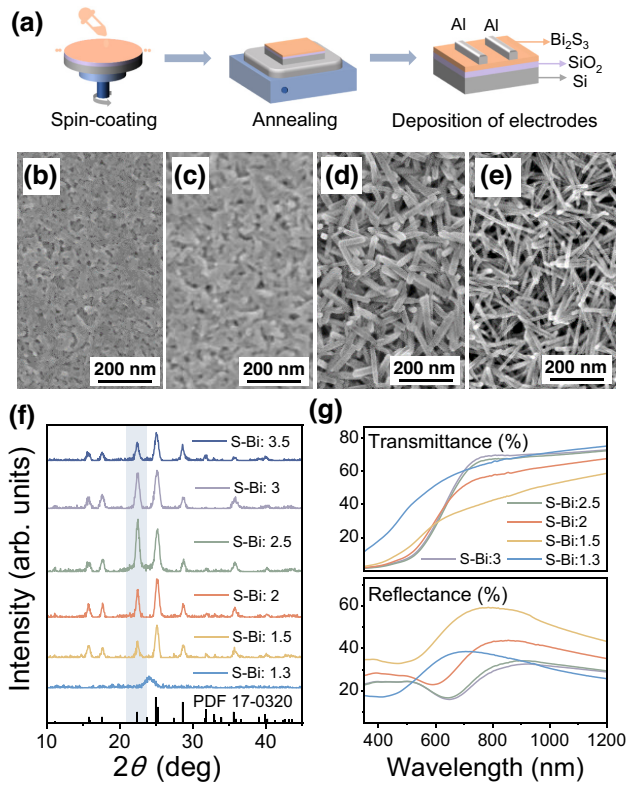 (a)
Al Al
Bi₂S₃
SiO₂
Si
Spin-coating Annealing Deposition of electrodes
(b) (c) (d) (e)
200 nm 200 nm 200 nm 200 nm
(f)
Intensity (arb. units)
S-Bi: 3.5
S-Bi: 3
S-Bi: 2.5
S-Bi: 2
S-Bi: 1.5
S-Bi: 1.3
PDF 17-0320
10 20 30 40
2θ (deg)
(g)
80
60
40
20
Transmittance (%)
S-Bi:2.5
S-Bi:2
S-Bi:1.5
S-Bi:3 S-Bi:1.3
60
40
20
Reflectance (%)
400 600 800 1000 1200
Wavelength (nm)